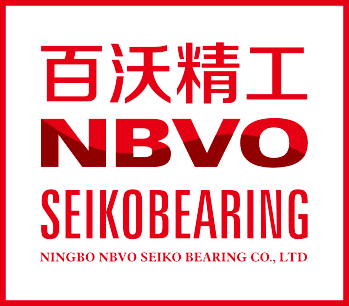 百沃精工
NBVO
SEIKOBEARING
NINGBO NBVO SEIKO BEARING CO., LTD